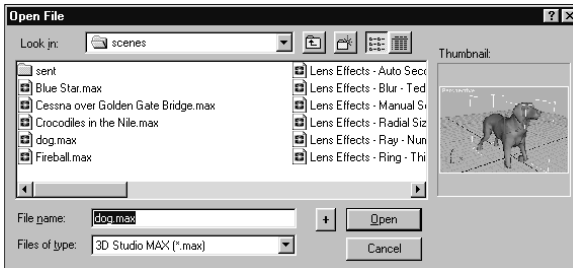 Open File
Look in: scenes
Thumbnail:
sent
Blue Star.max
Cessna over Golden Gate Bridge.max
Crocodiles in the Nile.max
dog.max
Fireball.max
Lens Effects - Auto Seco
Lens Effects - Blur - Ted
Lens Effects - Manual
Lens Effects - Radial Siz
Lens Effects - Ray - Nun
Lens Effects - Ring - Thi
File name: dog.max
+
Open
Files of type: 3D Studio MAX (*.max)
Cancel